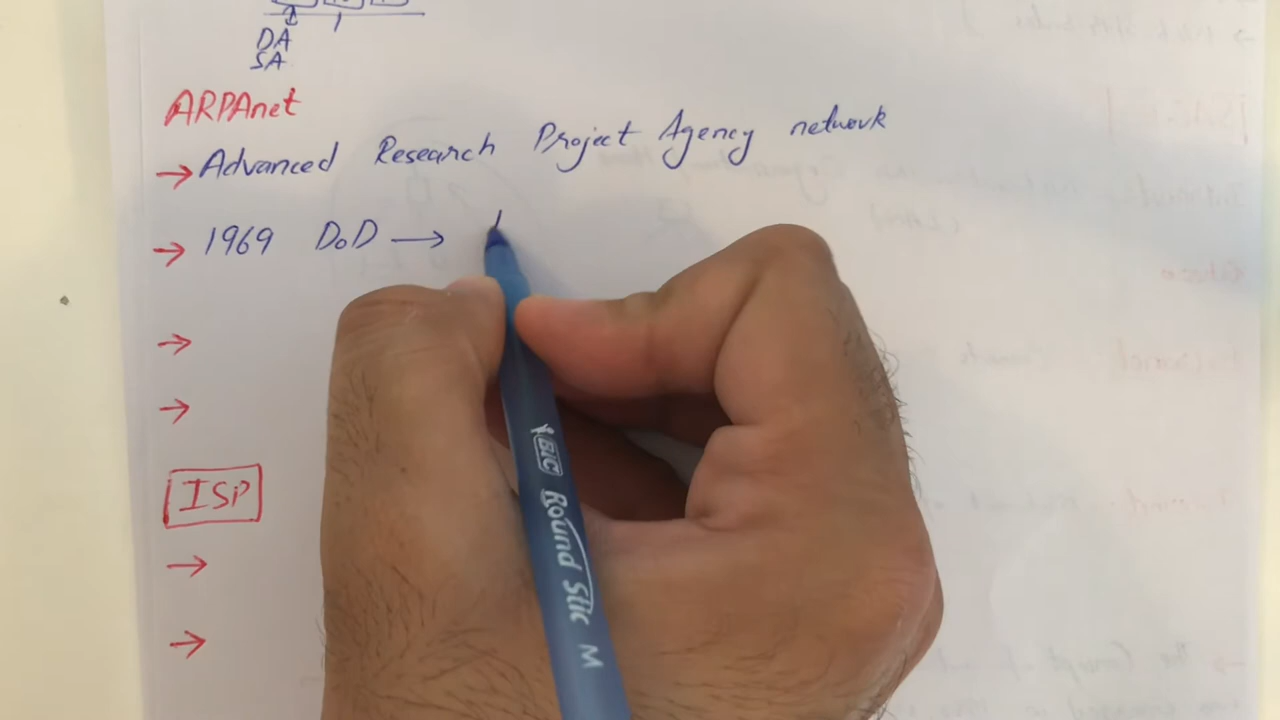 DA
SA
ARPAnet
→ Advanced Research Project Agency network
→ 1969 DoD →
→
→
ISP
→
→
BIC Round Stic M